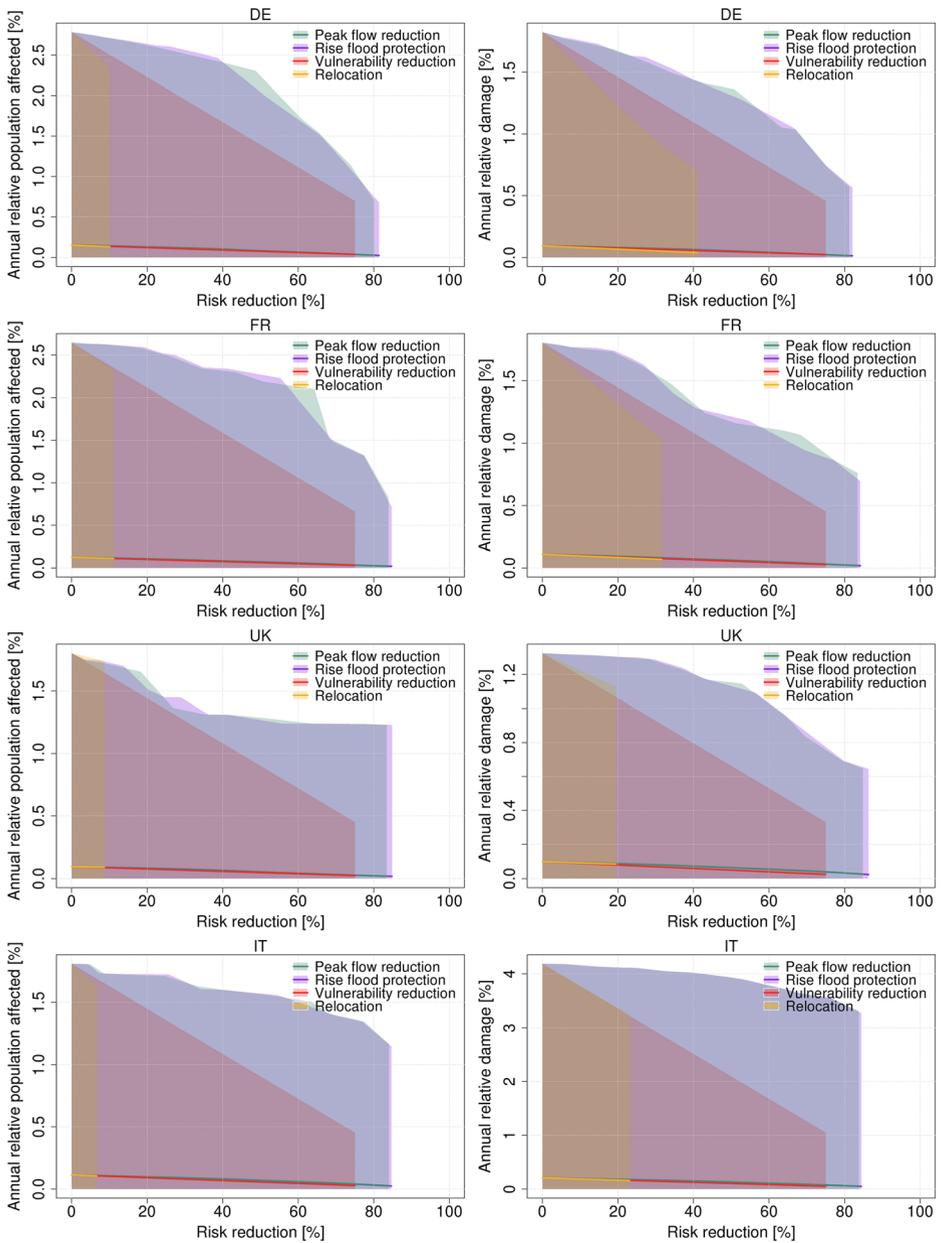 DE
Annual relative population affected [%]
2.5
2.0
1.5
1.0
0.5
0.0
Peak flow reduction
Rise flood protection
Vulnerability reduction
Relocation
0 20 40 60 80 100
Risk reduction [%]
DE
Annual relative damage [%]
1.5
1.0
0.5
0.0
Peak flow reduction
Rise flood protection
Vulnerability reduction
Relocation
0 20 40 60 80 100
Risk reduction [%]
FR
Annual relative population affected [%]
2.5
2.0
1.5
1.0
0.5
0.0
Peak flow reduction
Rise flood protection
Vulnerability reduction
Relocation
0 20 40 60 80 100
Risk reduction [%]
FR
Annual relative damage [%]
1.5
1.0
0.5
0.0
Peak flow reduction
Rise flood protection
Vulnerability reduction
Relocation
0 20 40 60 80 100
Risk reduction [%]
UK
Annual relative population affected [%]
1.5
1.0
0.5
0.0
Peak flow reduction
Rise flood protection
Vulnerability reduction
Relocation
0 20 40 60 80 100
Risk reduction [%]
UK
Annual relative damage [%]
1.2
0.8
0.4
0.0
Peak flow reduction
Rise flood protection
Vulnerability reduction
Relocation
0 20 40 60 80 100
Risk reduction [%]
IT
Annual relative population affected [%]
1.5
1.0
0.5
0.0
Peak flow reduction
Rise flood protection
Vulnerability reduction
Relocation
0 20 40 60 80 100
Risk reduction [%]
IT
Annual relative damage [%]
4
3
2
1
0
Peak flow reduction
Rise flood protection
Vulnerability reduction
Relocation
0 20 40 60 80 100
Risk reduction [%]